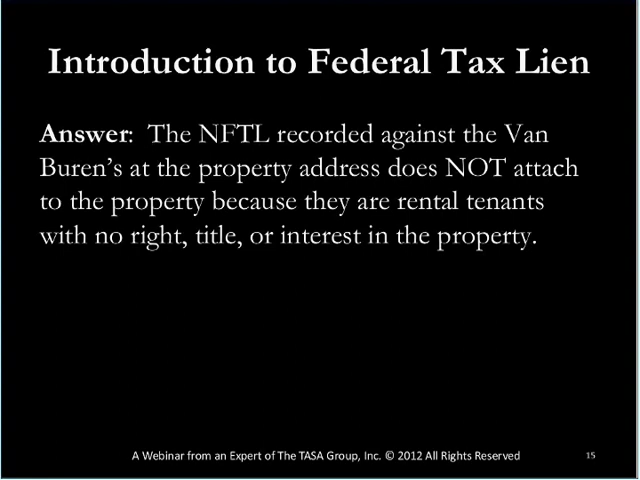 Introduction to Federal Tax Lien
Answer:  The NFTL recorded against the Van
Buren’s at the property address does NOT attach
to the property because they are rental tenants
with no right, title, or interest in the property.
A Webinar from an Expert of The TASA Group, Inc. © 2012 All Rights Reserved
15